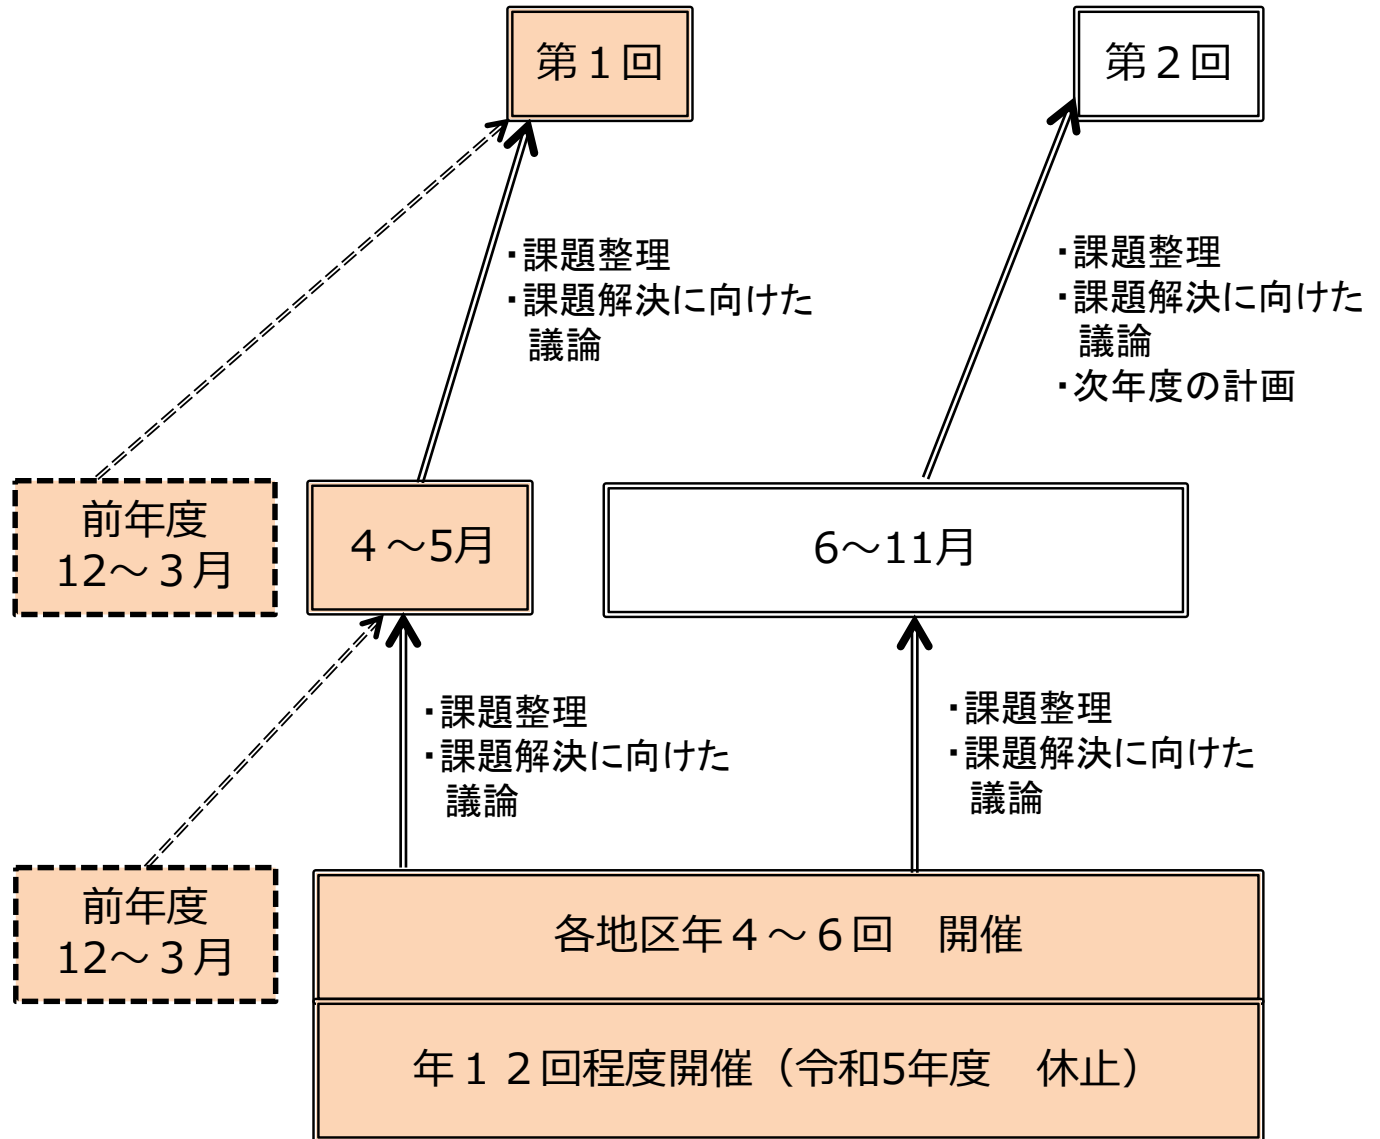 第１回
第２回
・課題整理
・課題解決に向けた
議論
・課題整理
・課題解決に向けた
議論
・次年度の計画
前年度
12～３月
４～5月
6～11月
・課題整理
・課題解決に向けた
議論
・課題整理
・課題解決に向けた
議論
前年度
12～３月
各地区年４～６回　開催
年１２回程度開催（令和5年度　休止）